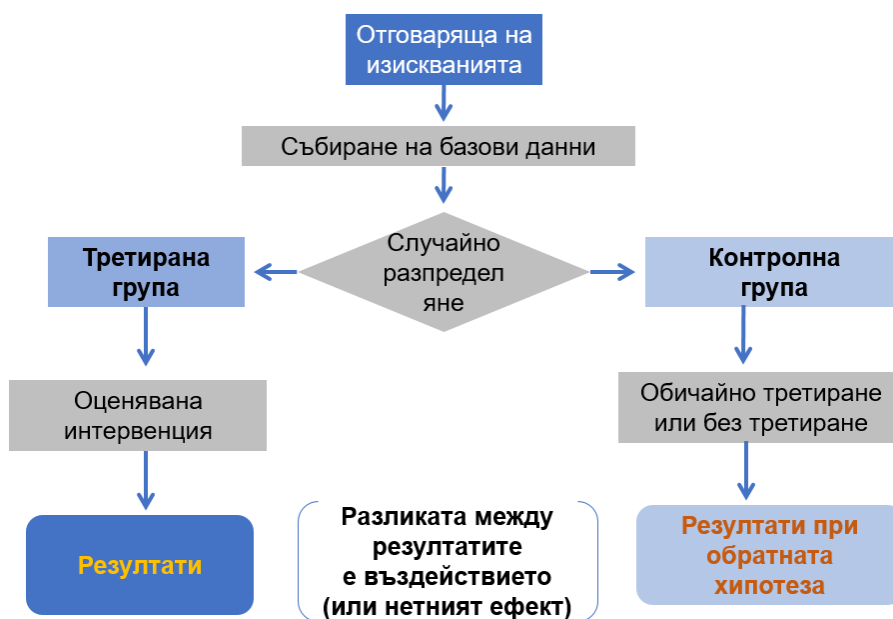 Отговаряща на
изискванията
Събиране на базови данни
Случайно
разпредел
яне
Третирана
група
Контролна
група
Оценявана
интервенция
Обичайно третиране
или без третиране
Резултати
Разликата между
резултатите
е въздействието
(или нетният ефект)
Резултати при
обратната
хипотеза